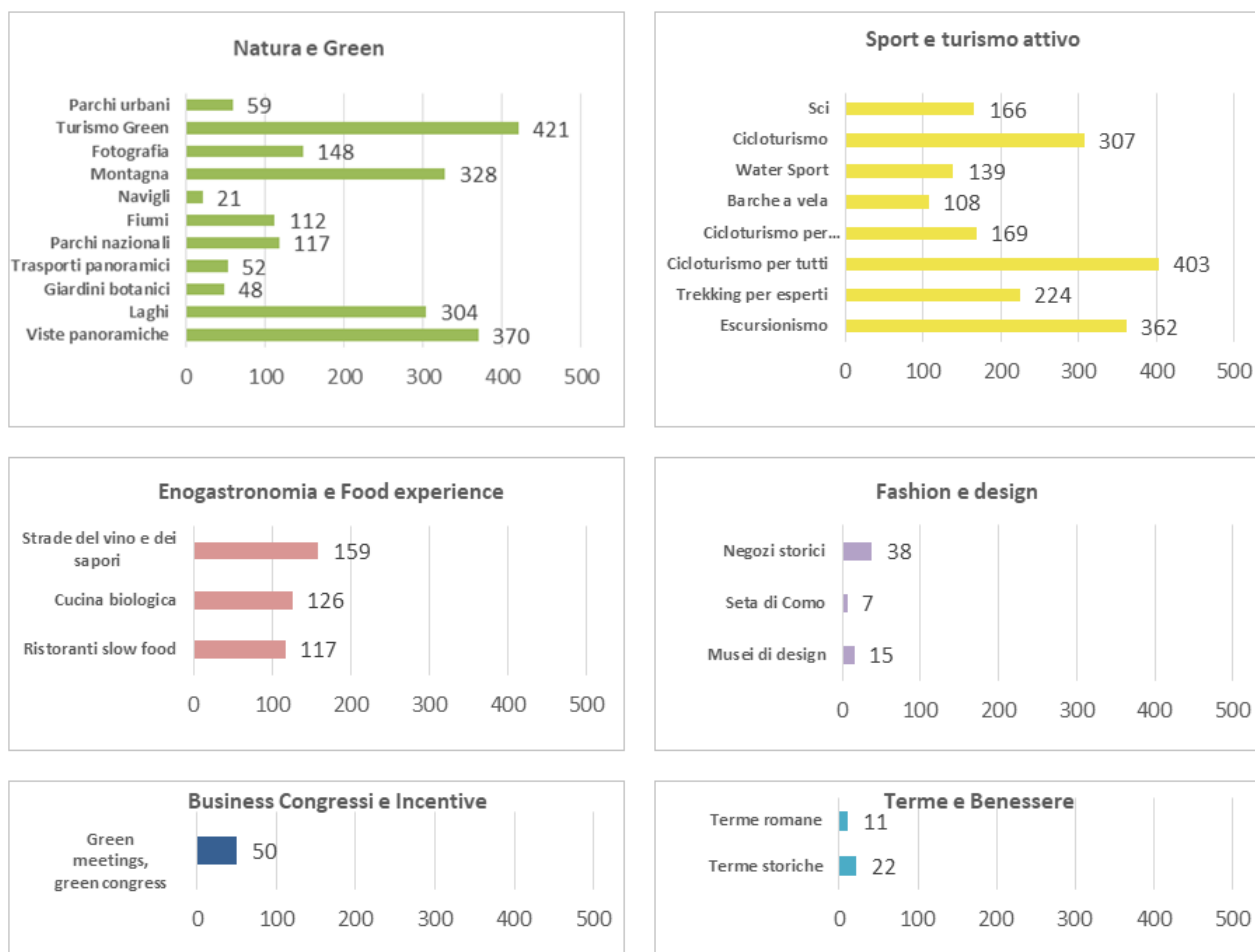 Natura e Green
Parchi urbani 59
Turismo Green 421
Fotografia 148
Montagna 328
Navigli 21
Fiumi 112
Parchi nazionali 117
Trasporti panoramici 52
Giardini botanici 48
Laghi 304
Viste panoramiche 370
0 100 200 300 400 500
Sport e turismo attivo
Sci 166
Cicloturismo 307
Water Sport 139
Barche a vela 108
Cicloturismo per... 169
Cicloturismo per tutti 403
Trekking per esperti 224
Escursionismo 362
0 100 200 300 400 500
Enogastronomia e Food experience
Strade del vino e dei
sapori 159
Cucina biologica 126
Ristoranti slow food 117
0 100 200 300 400 500
Fashion e design
Negozi storici 38
Seta di Como 7
Musei di design 15
0 100 200 300 400 500
Business Congressi e Incentive
Green
meetings, 50
green congress
0 100 200 300 400 500
Terme e Benessere
Terme romane 11
Terme storiche 22
0 100 200 300 400 500